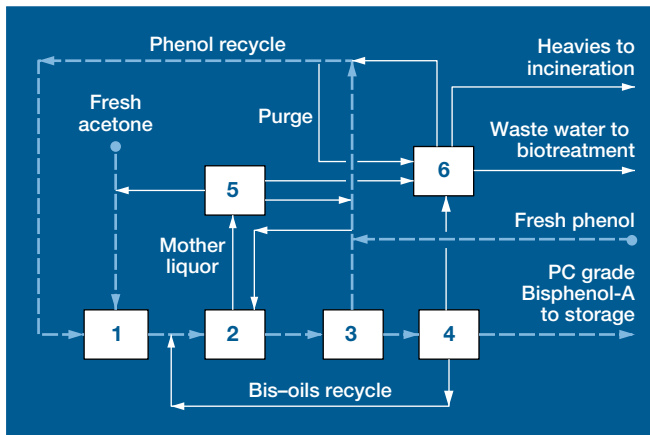 Phenol recycle
Heavies to
incineration
Fresh
acetone
Purge
Waste water to
biotreatment
6
5
Fresh phenol
Mother
liquor
PC grade
Bisphenol-A
to storage
1
2
3
4
Bis–oils recycle